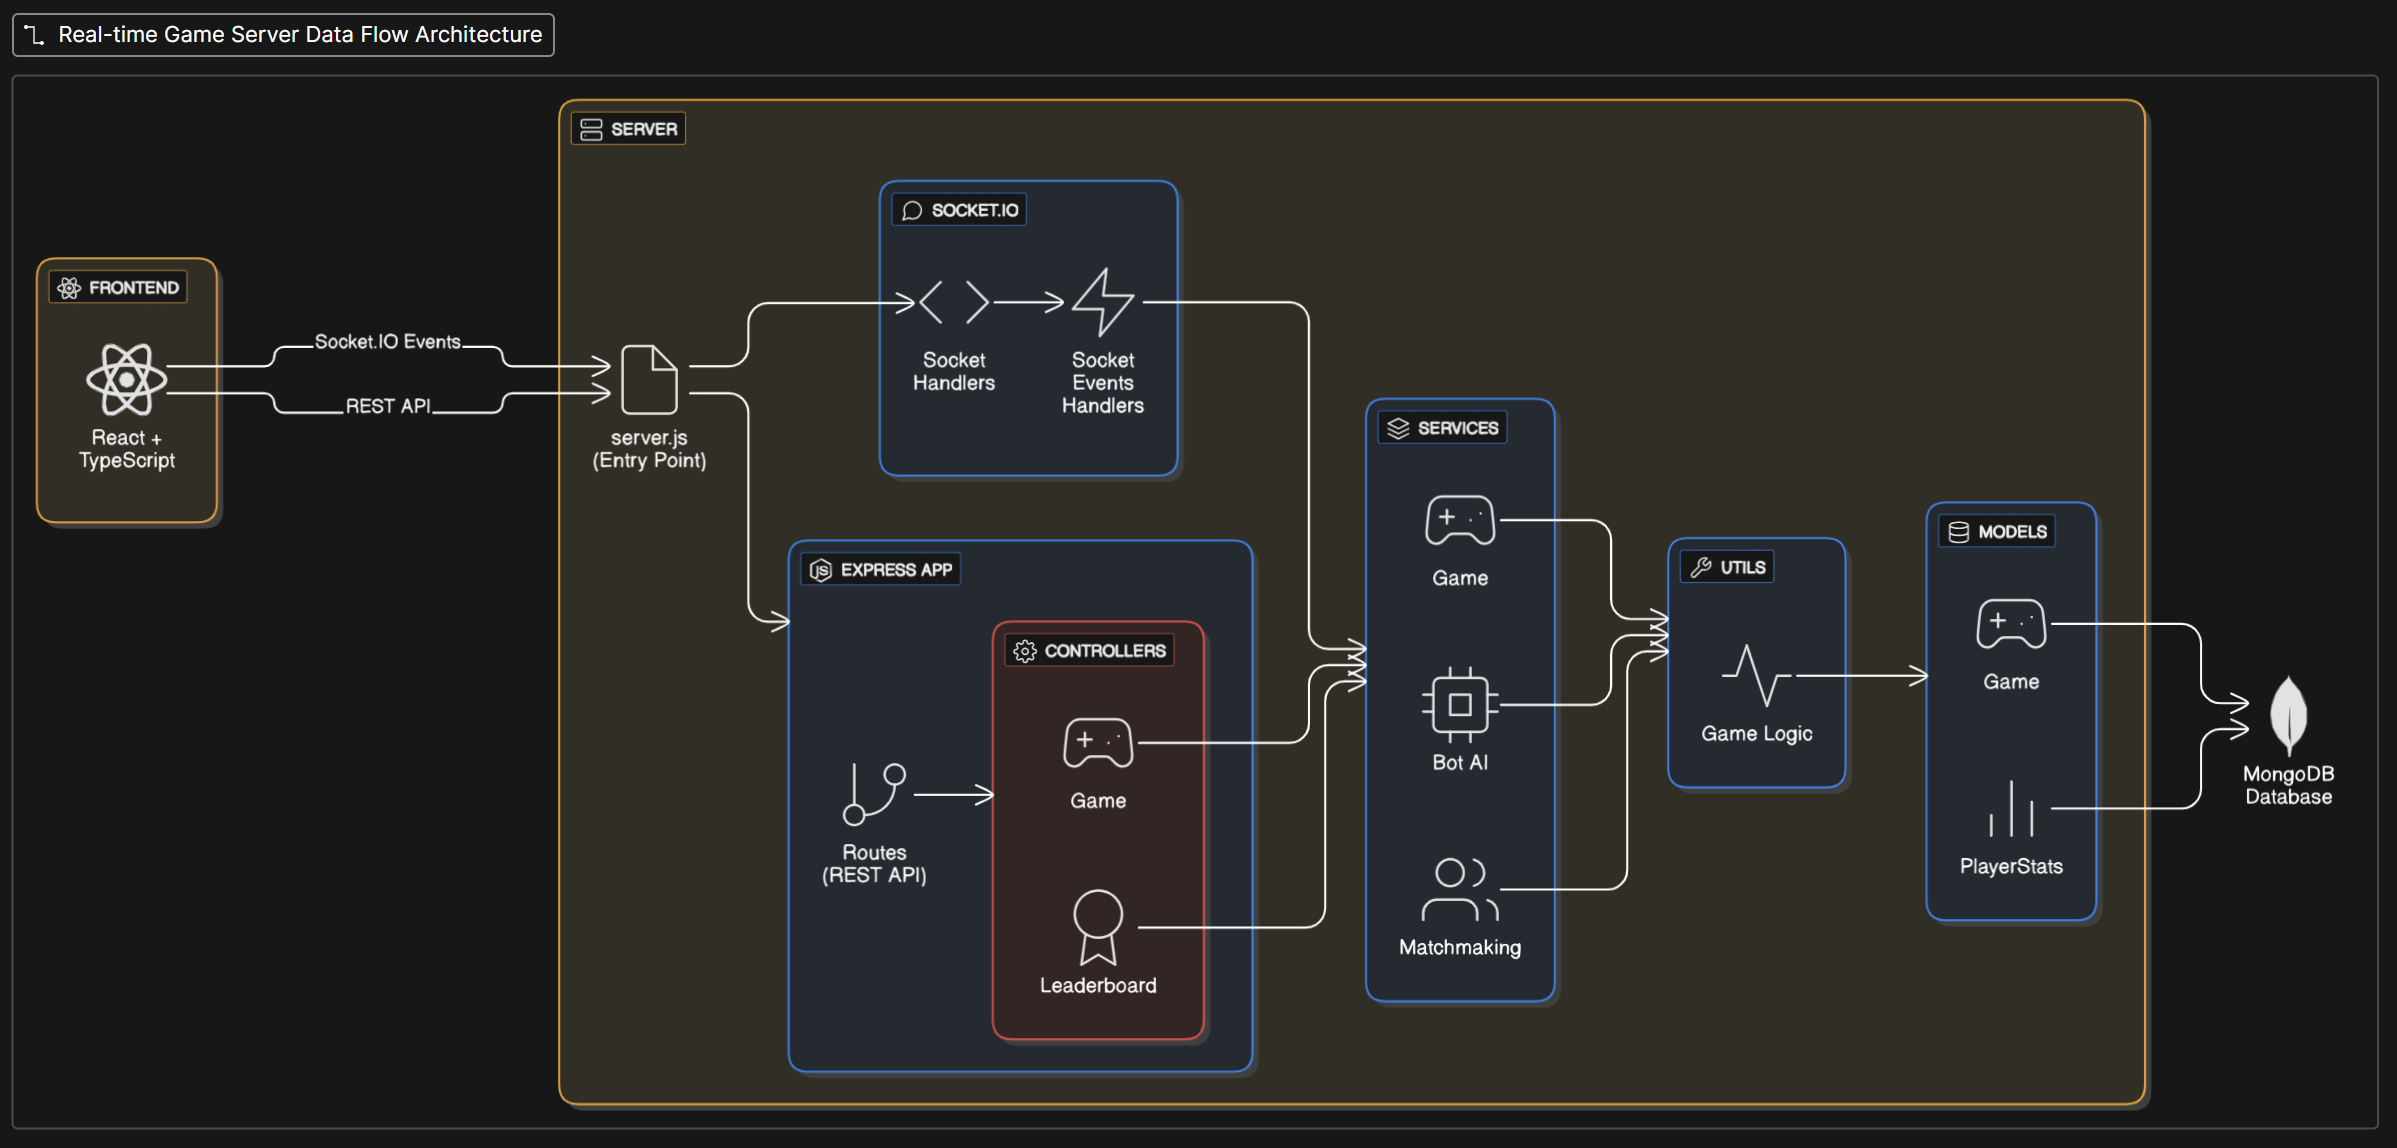 Real-time Game Server Data Flow Architecture
SERVER
SOCKET.IO
Socket
Handlers
Socket
Events
Handlers
FRONTEND
React +
TypeScript
Socket.IO Events
REST API
server.js
(Entry Point)
EXPRESS APP
Routes
(REST API)
CONTROLLERS
Game
Leaderboard
SERVICES
Game
Bot AI
Matchmaking
UTILS
Game Logic
MODELS
Game
PlayerStats
MongoDB
Database
JS